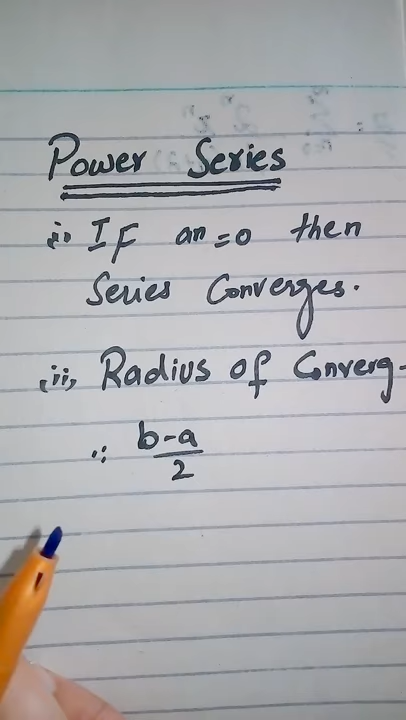 Power Series
i, IF an = 0 then
Series Converges.
ii, Radius of Converg-
∵ b-a
2